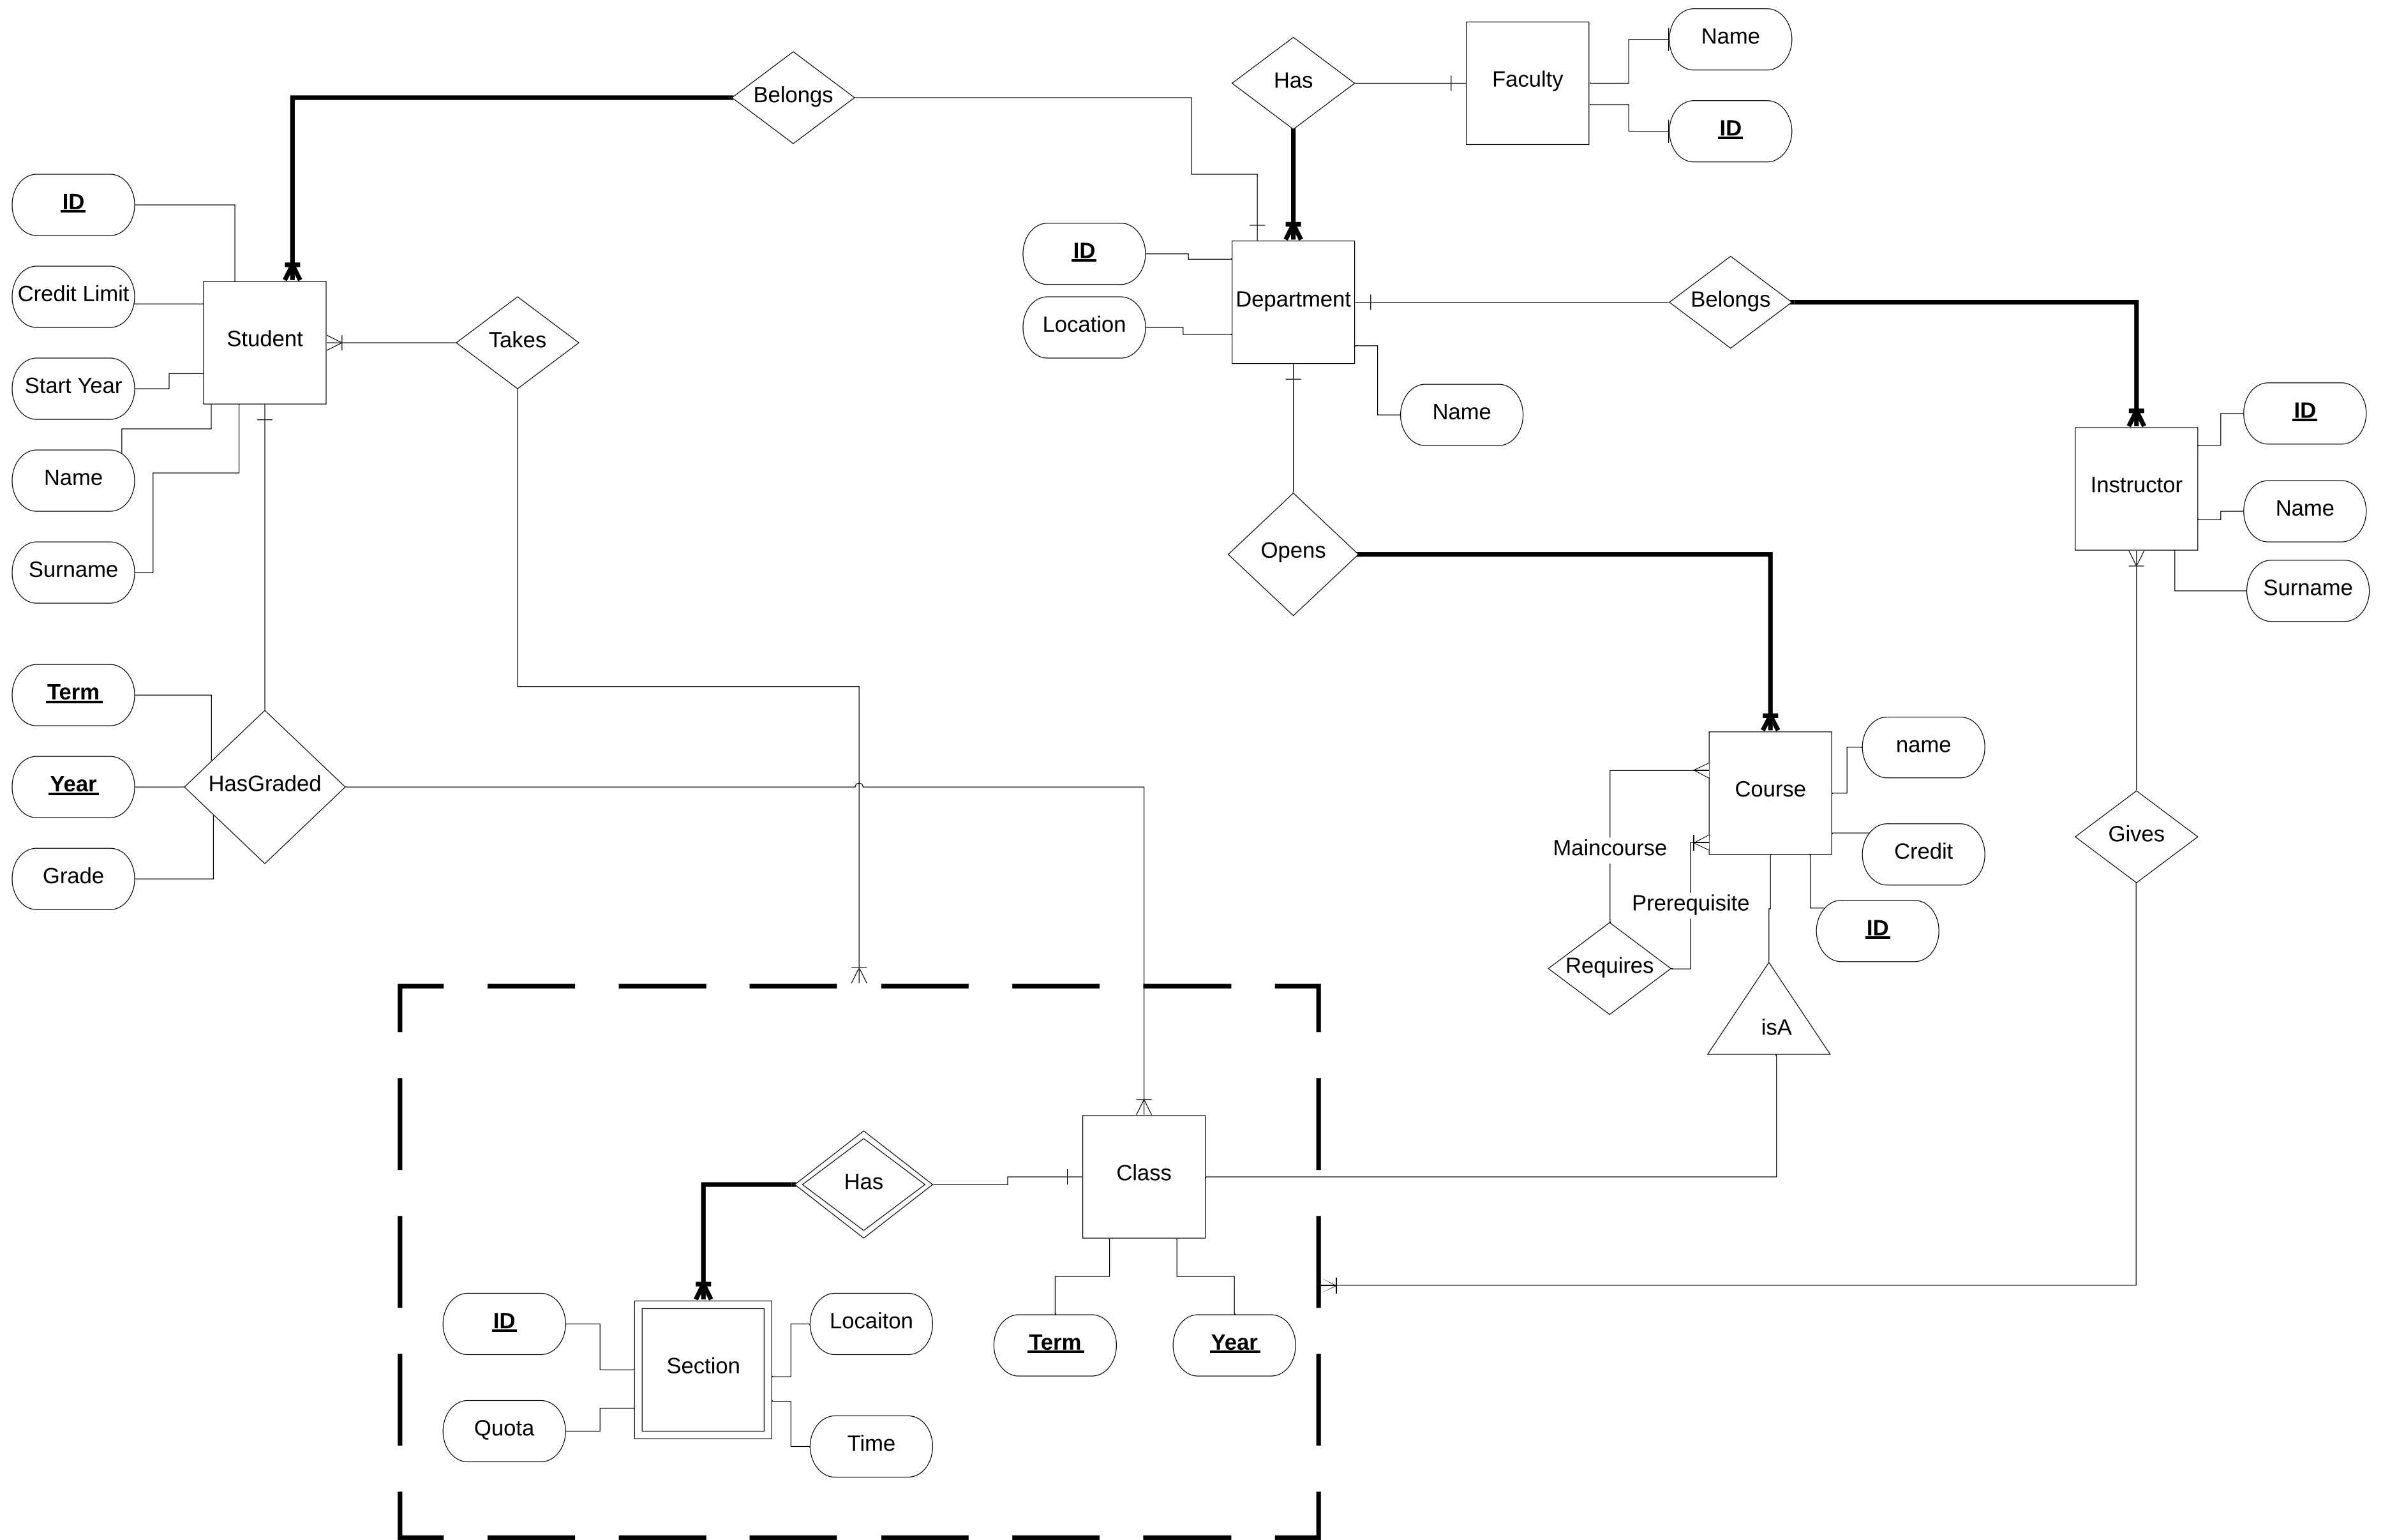 Name
Has
Faculty
Belongs
ID
ID
ID
Credit Limit
Department
Belongs
Location
Student
Takes
Start Year
Name
ID
Name
Instructor
Name
Surname
Opens
Surname
Term
name
Year
HasGraded
Course
Gives
Maincourse
Credit
Grade
Prerequisite
ID
Requires
isA
Has
Class
ID
Locaiton
Term
Year
Section
Quota
Time